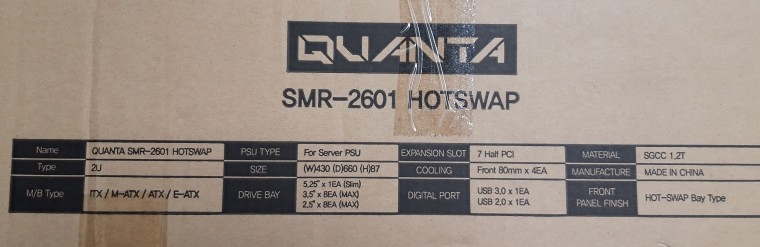 QUANTA
SMR-2601 HOTSWAP
Name QUANTA SMR-2601 HOTSWAP PSU TYPE For Server PSU EXPANSION SLOT 7 Half PCI MATERIAL SGCC 1,2T
Type 2U SIZE (W)430 (D)660 (H)87 COOLING Front 80mm x 4EA MANUFACTURE MADE IN CHINA
M/B Type ITX / M-ATX / ATX / E-ATX DRIVE BAY 5,25" x 1EA (Slim)
3,5" x 8EA (MAX)
2,5" x 8EA (MAX) DIGITAL PORT USB 3,0 x 1EA
USB 2,0 x 1EA FRONT
PANEL FINISH HOT-SWAP Bay Type